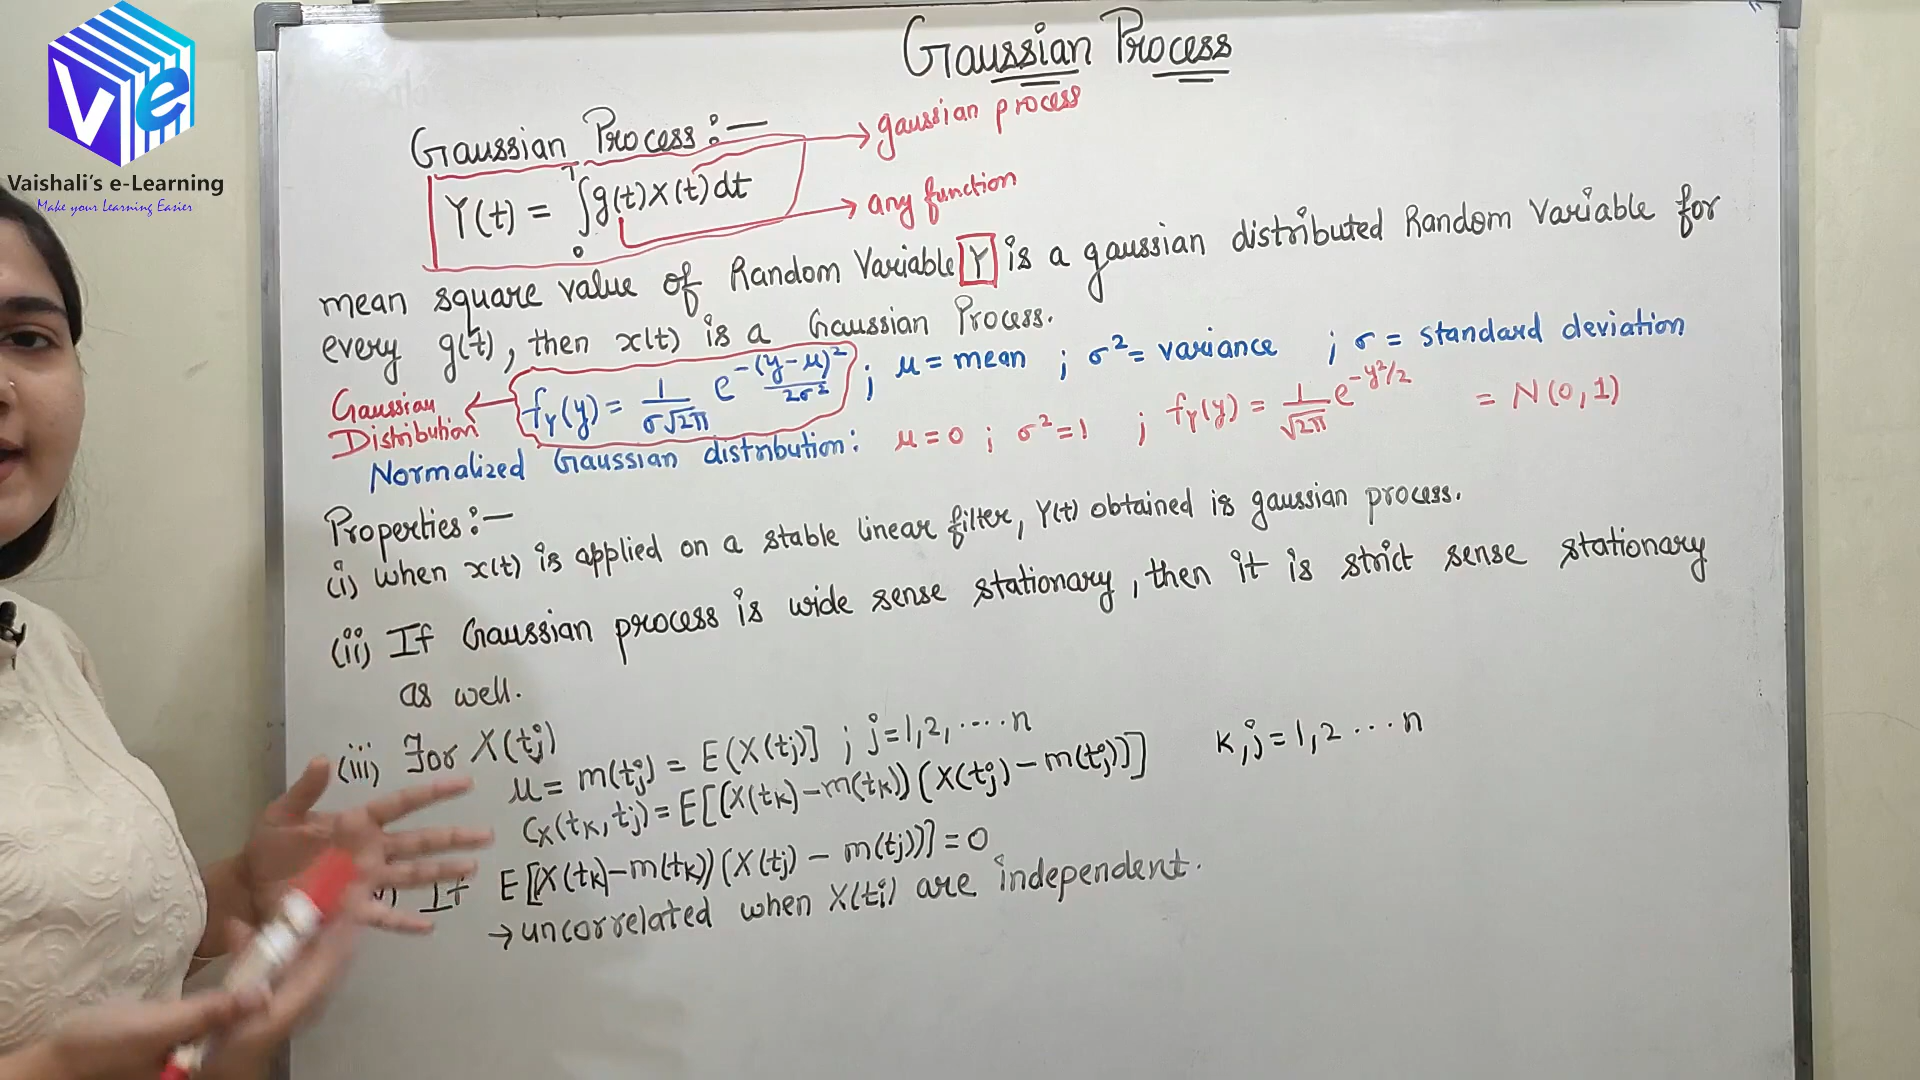 Vaishali's e-Learning
Make your Learning Easier
Gaussian Process
Gaussian Process:—
→ gaussian process
Y(t) = ∫₀ᵀ g(t)X(t)dt
→ any function
mean square value of Random Variable Y is a gaussian distributed Random Variable for
every g(t), then x(t) is a Gaussian Process.
Gaussian Distribution ← f_Y(y) = 1/(σ√2π) e^(-(y-μ)²/2σ²) ; μ = mean ; σ² = variance ; σ = standard deviation
Normalized Gaussian distribution: μ=0 ; σ²=1 ; f_Y(y) = 1/√2π e^(-y²/2) = N(0,1)
Properties:—
(i) when x(t) is applied on a stable linear filter, Y(t) obtained is gaussian process.
(ii) If Gaussian process is wide sense stationary, then it is strict sense stationary
as well.
(iii) For X(tj)
μ = m(tj) = E(X(tj)] ; j=1,2,....n
Cx(tk,tj) = E[(X(tk)-m(tk))(X(tj)-m(tj))] k,j=1,2...n
If E[X(tk)-m(tk))(X(tj) - m(tj))] = 0
→ uncorrelated when X(ti) are independent.